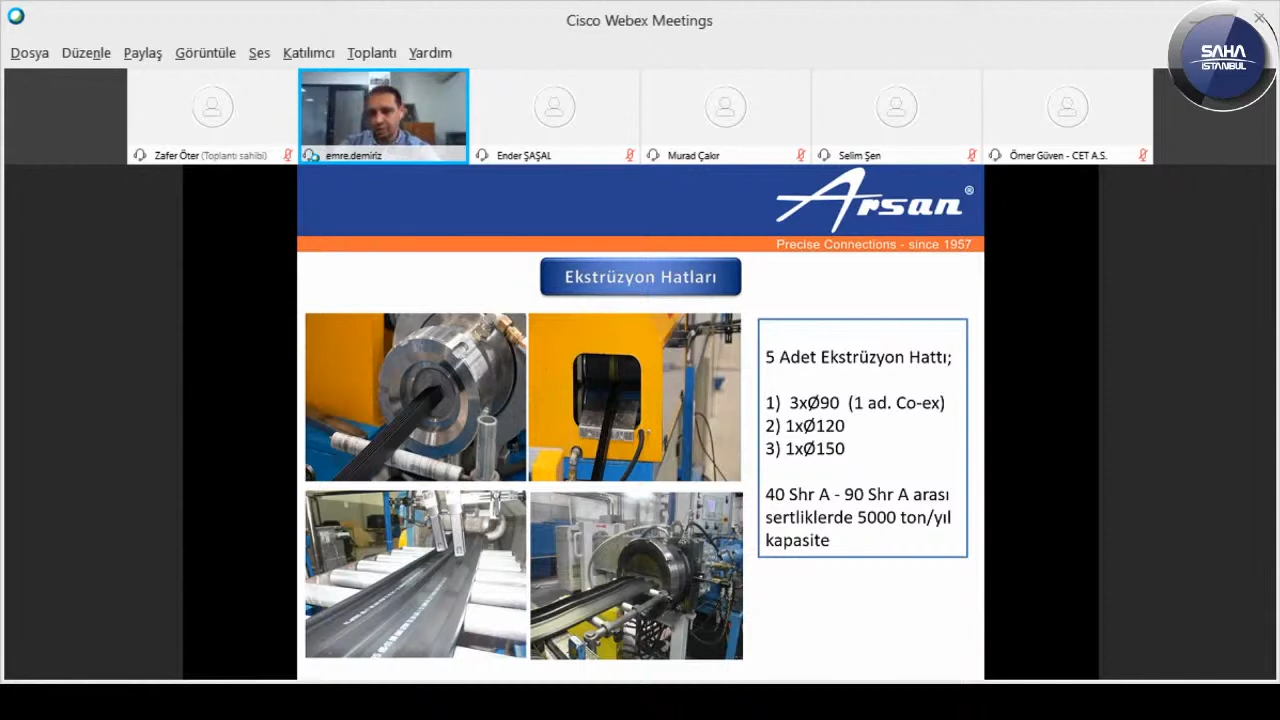 Cisco Webex Meetings
Dosya Düzenle Paylaş Görüntüle Ses Katılımcı Toplantı Yardım
SAHA
İSTANBUL
Zafer Öter (Toplantı sahibi)
emre.demiriz
Ender ŞAŞAL
Murad Çakır
Selim Şen
Ömer Güven - CET A.S.
Arsan®
Precise Connections - since 1957
Ekstrüzyon Hatları
5 Adet Ekstrüzyon Hattı;
1) 3xØ90 (1 ad. Co-ex)
2) 1xØ120
3) 1xØ150
40 Shr A - 90 Shr A arası
sertliklerde 5000 ton/yıl
kapasite